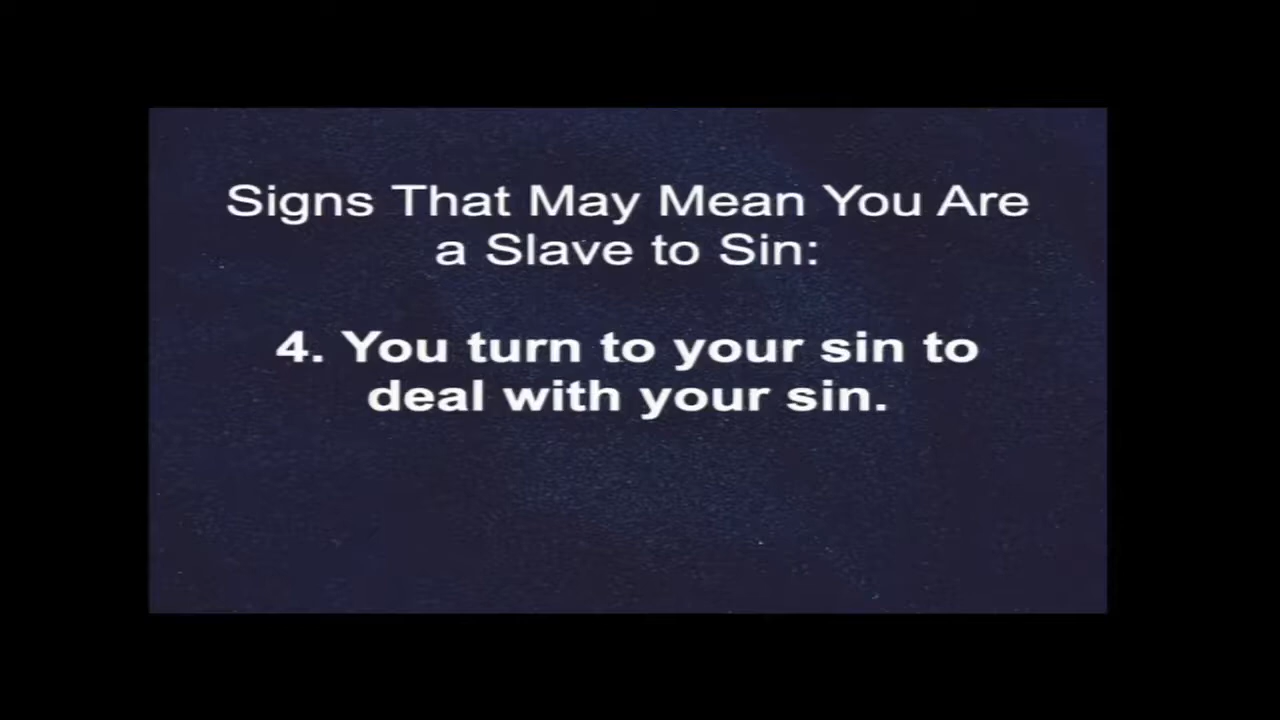 Signs That May Mean You Are
a Slave to Sin:
4. You turn to your sin to
deal with your sin.